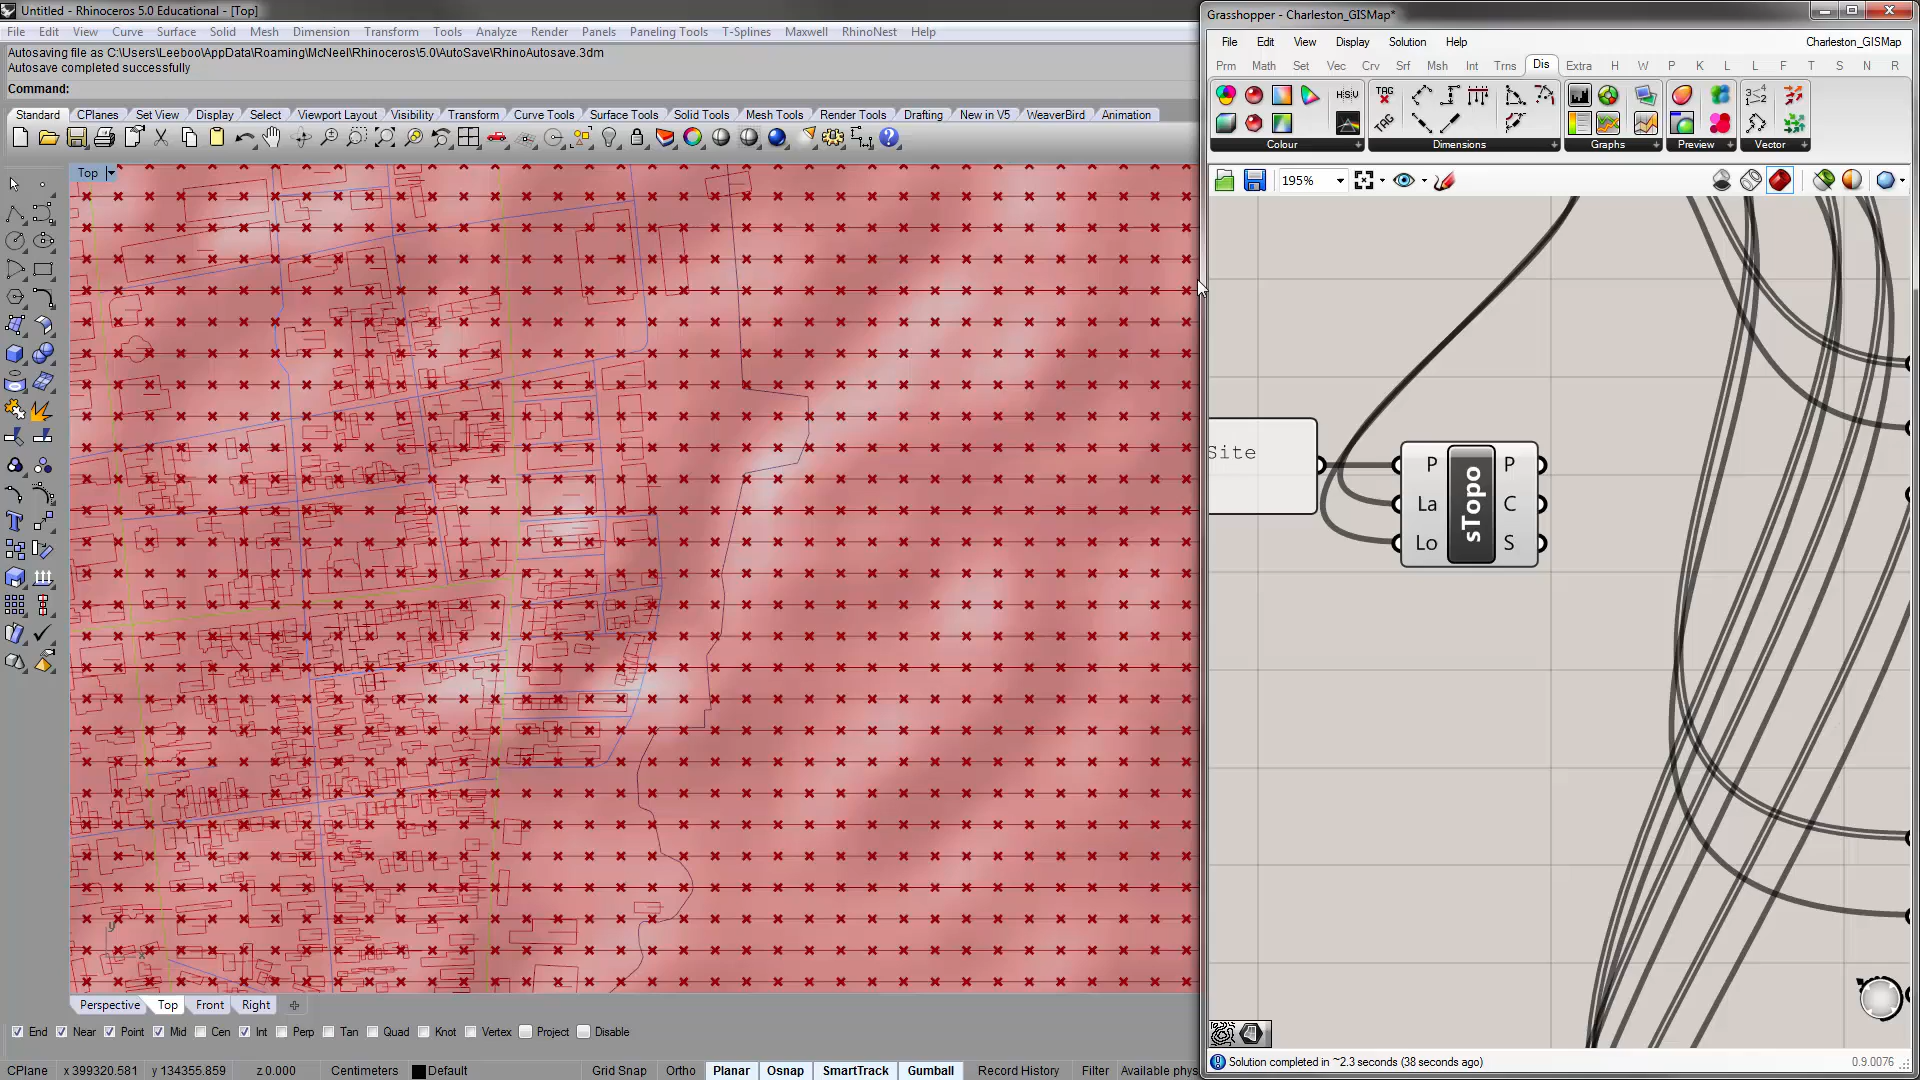 Untitled - Rhinoceros 5.0 Educational - [Top]
File Edit View Curve Surface Solid Mesh Dimension Transform Tools Analyze Render Panels Paneling Tools T-Splines Maxwell RhinoNest Help
Autosaving file as C:\Users\Leeboo\AppData\Roaming\McNeel\Rhinoceros\5.0\AutoSave\RhinoAutosave.3dm
Autosave completed successfully
Command:
Standard CPlanes Set View Display Select Viewport Layout Visibility Transform Curve Tools Surface Tools Solid Tools Mesh Tools Render Tools Drafting New in V5 WeaverBird Animation
Top
y
x
Perspective Top Front Right
End Near Point Mid Cen Int Perp Tan Quad Knot Vertex Project Disable
CPlane x 399320.581 y 134355.859 z 0.000 Centimeters Default Grid Snap Ortho Planar Osnap SmartTrack Gumball Record History Filter Available phys
Grasshopper - Charleston_GISMap*
File Edit View Display Solution Help Charleston_GISMap
Prm Math Set Vec Crv Srf Msh Int Trns Dis Extra H W P K L L F T S N R
H:S:V
TAG
TAG
Colour Dimensions Graphs Preview Vector
195%
Site
P La Lo sTopo P C S
Solution completed in ~2.3 seconds (38 seconds ago) 0.9.0076